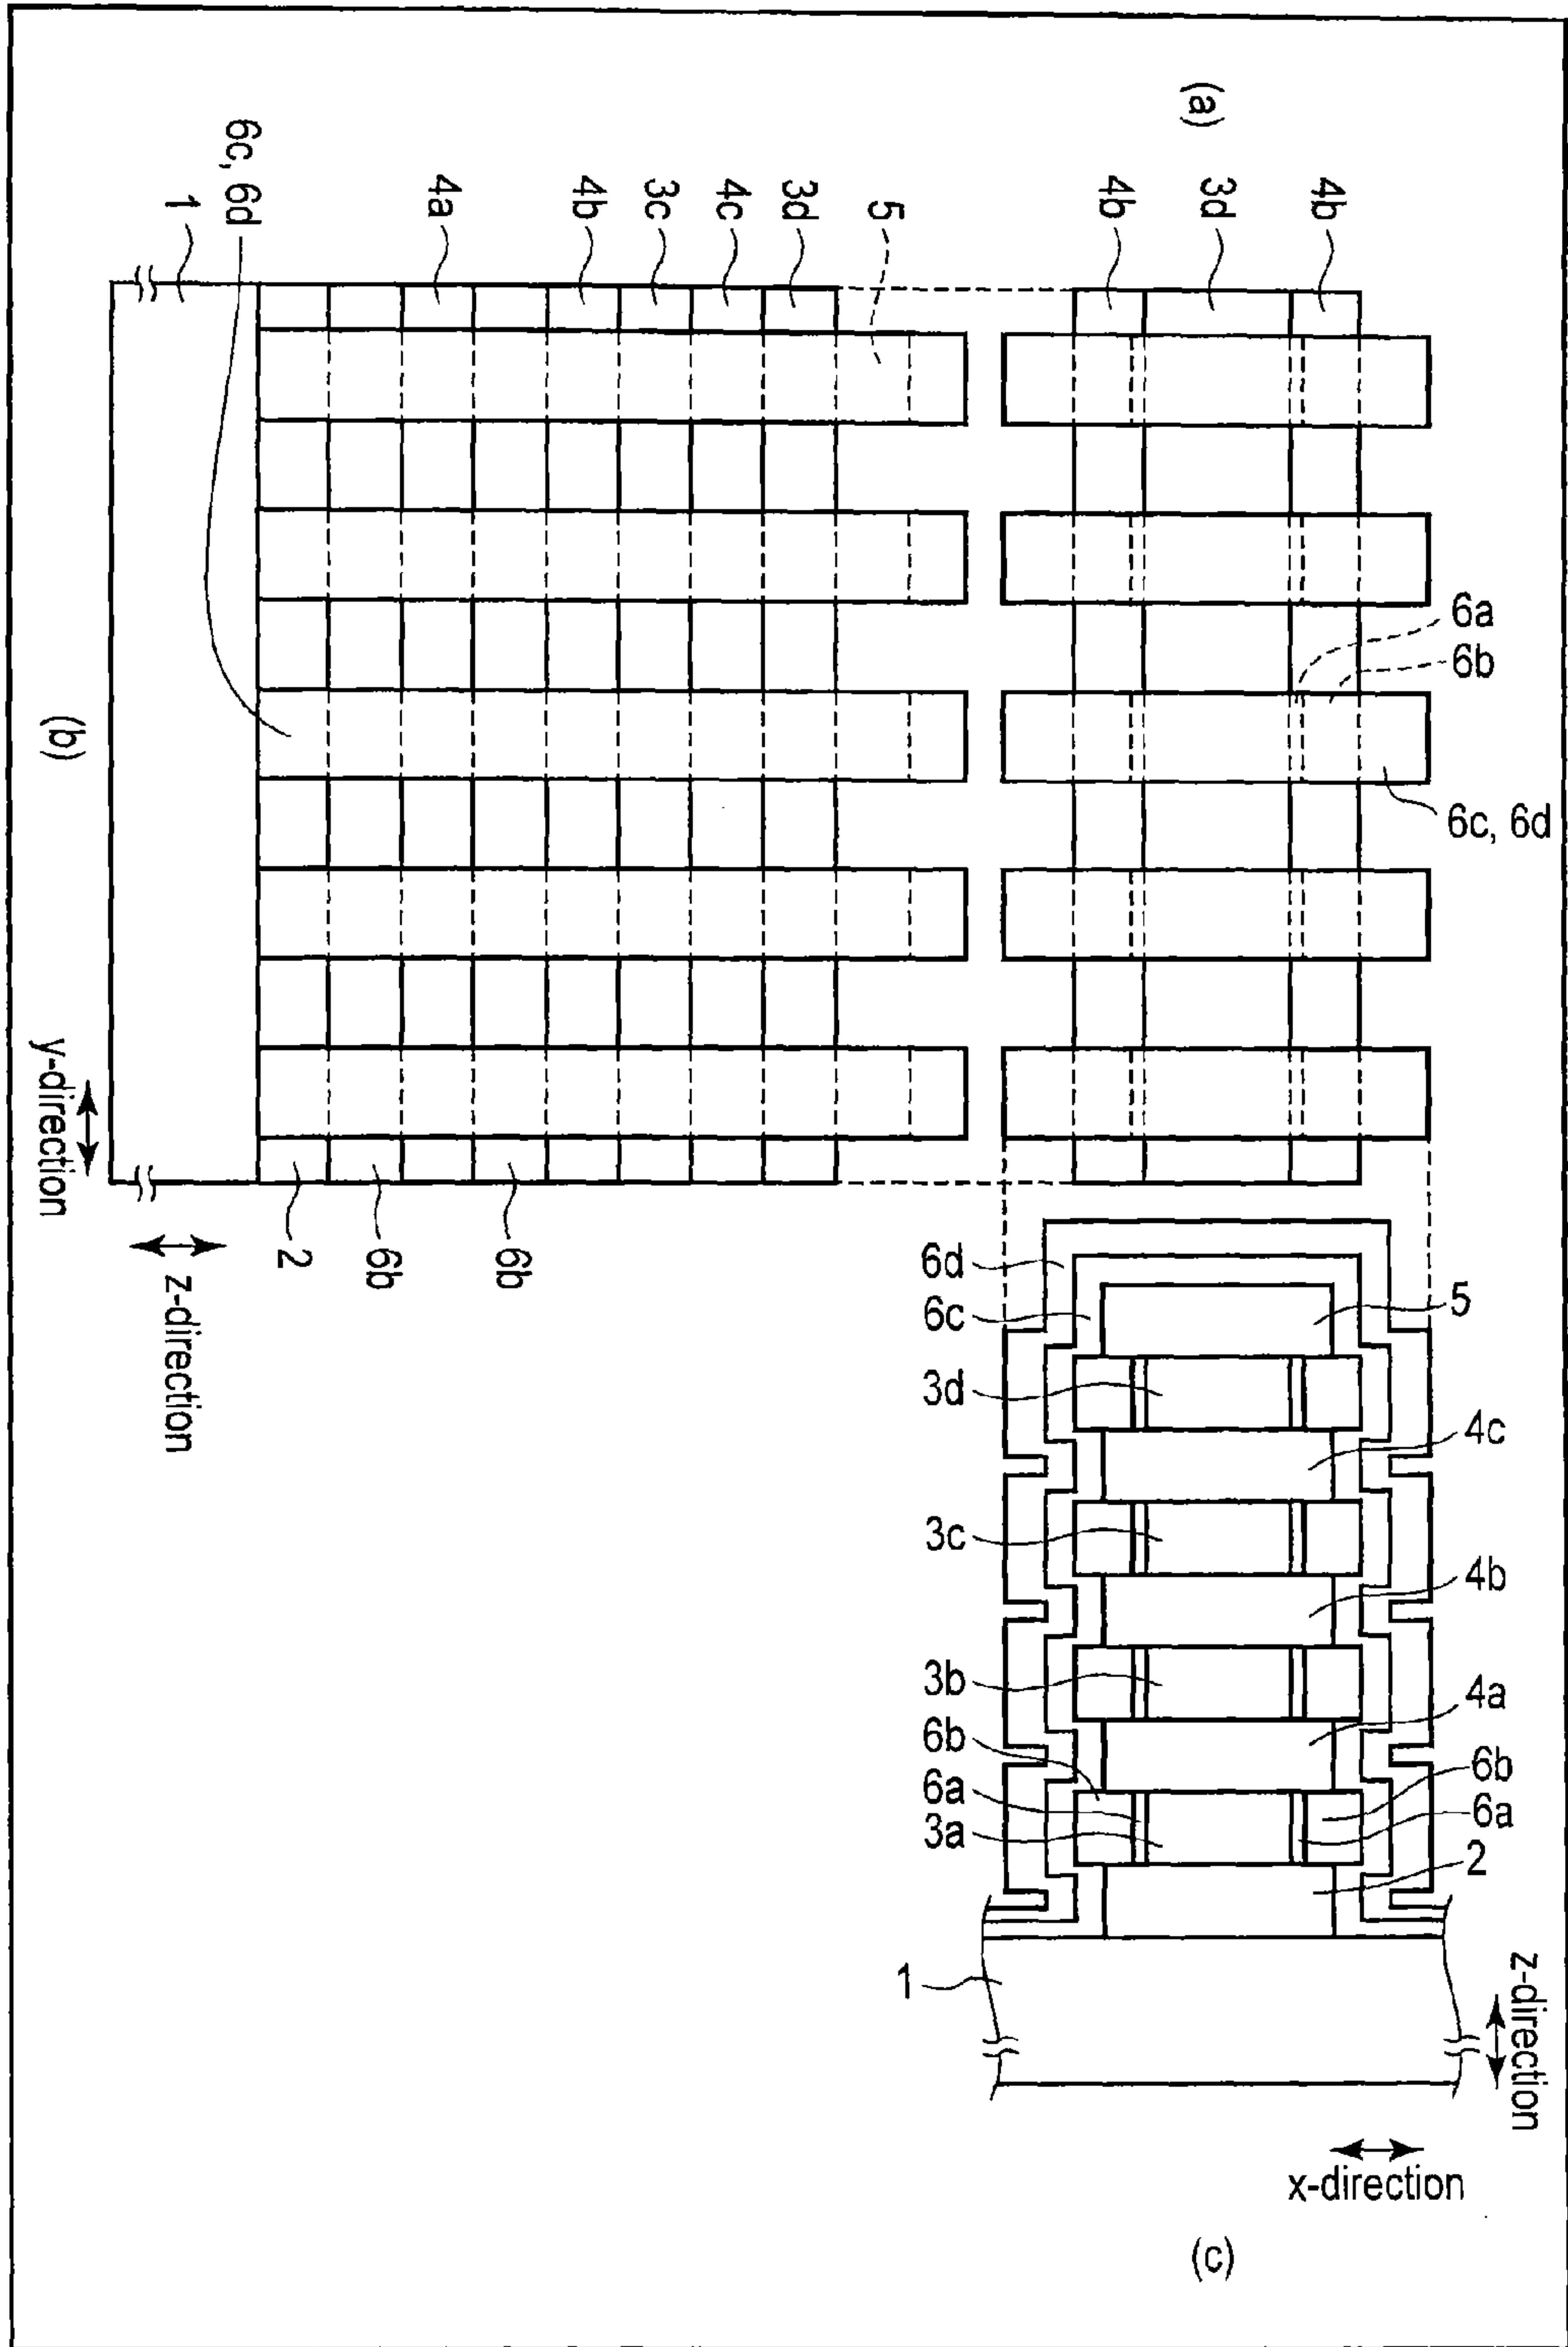 (a)
4b
3d
4b
6a
6b
6c, 6d
5
3d
4c
3c
4b
4a
1
6c, 6d
2
6b
6b
(b)
y-direction
z-direction
6d
6c
3d
3c
3b
6b
6a
3a
1
5
4c
4b
4a
6b
6a
2
z-direction
x-direction
(c)